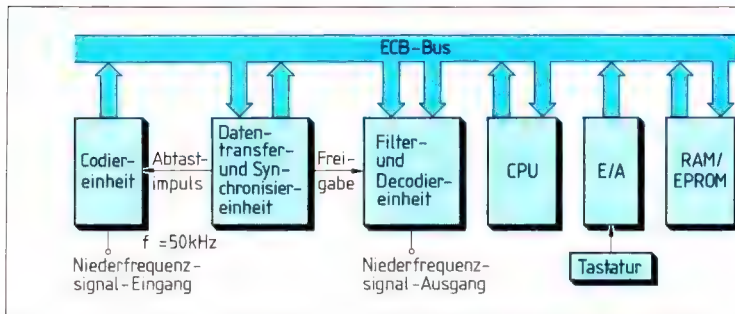 ECB-Bus
Codier-
einheit
Abtast-
impuls
Daten-
transfer-
und Syn-
chronisier-
einheit
Frei-
gabe
Filter-
und
Decodier-
einheit
CPU
E/A
RAM/
EPROM
f = 50kHz
Niederfrequenz-
signal-Eingang
Niederfrequenz-
signal-Ausgang
Tastatur